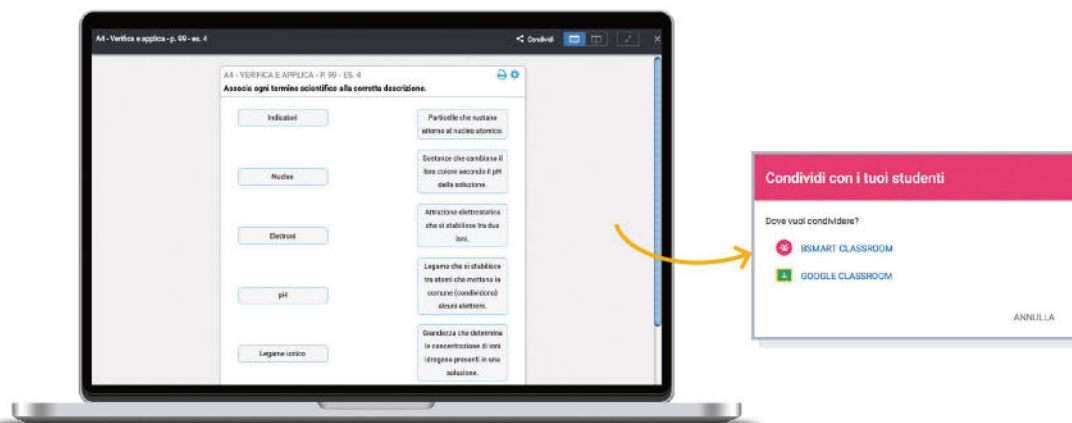 A4 - Verifica e applica - p. 99 - es. 4
Condividi
A4 - VERIFICA E APPLICA - P. 99 - ES. 4
Associa ogni termine scientifico alla corretta descrizione.
Indicatori
Particelle che ruotano
attorno al nucleo atomico.
Nucleo
Sostanze che cambiano il
loro colore secondo il pH
della soluzione.
Elettroni
Attrazione elettrostatica
che si stabilisce tra due
ioni.
pH
Legame che si stabilisce
tra atomi che mettono in
comune (condividono)
alcuni elettroni.
Legame ionico
Grandezza che determina
la concentrazione di ioni
idrogeno presenti in una
soluzione.
Condividi con i tuoi studenti
Dove vuoi condividere?
BSMART CLASSROOM
GOOGLE CLASSROOM
ANNULLA